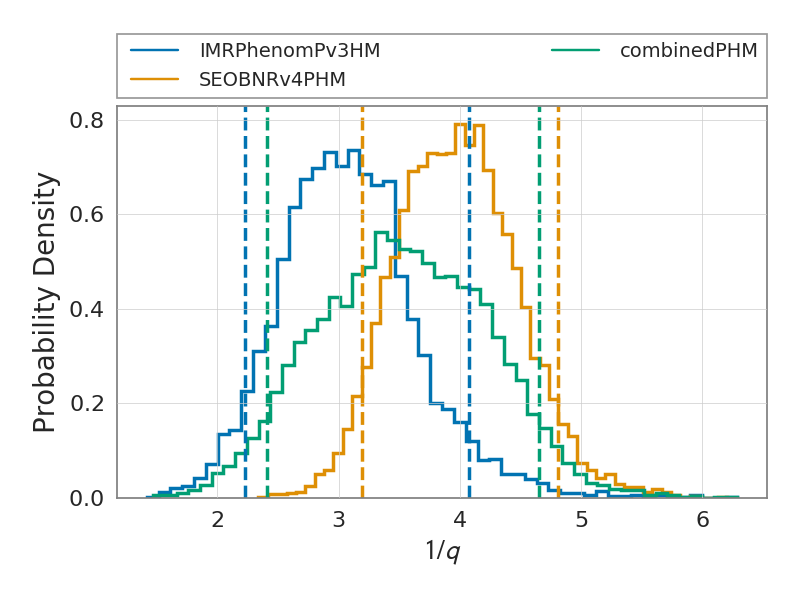 IMRPhenomPv3HM
SEOBNRv4PHM
combinedPHM
Probability Density
0.8
0.6
0.4
0.2
0.0
2 3 4 5 6
1/q